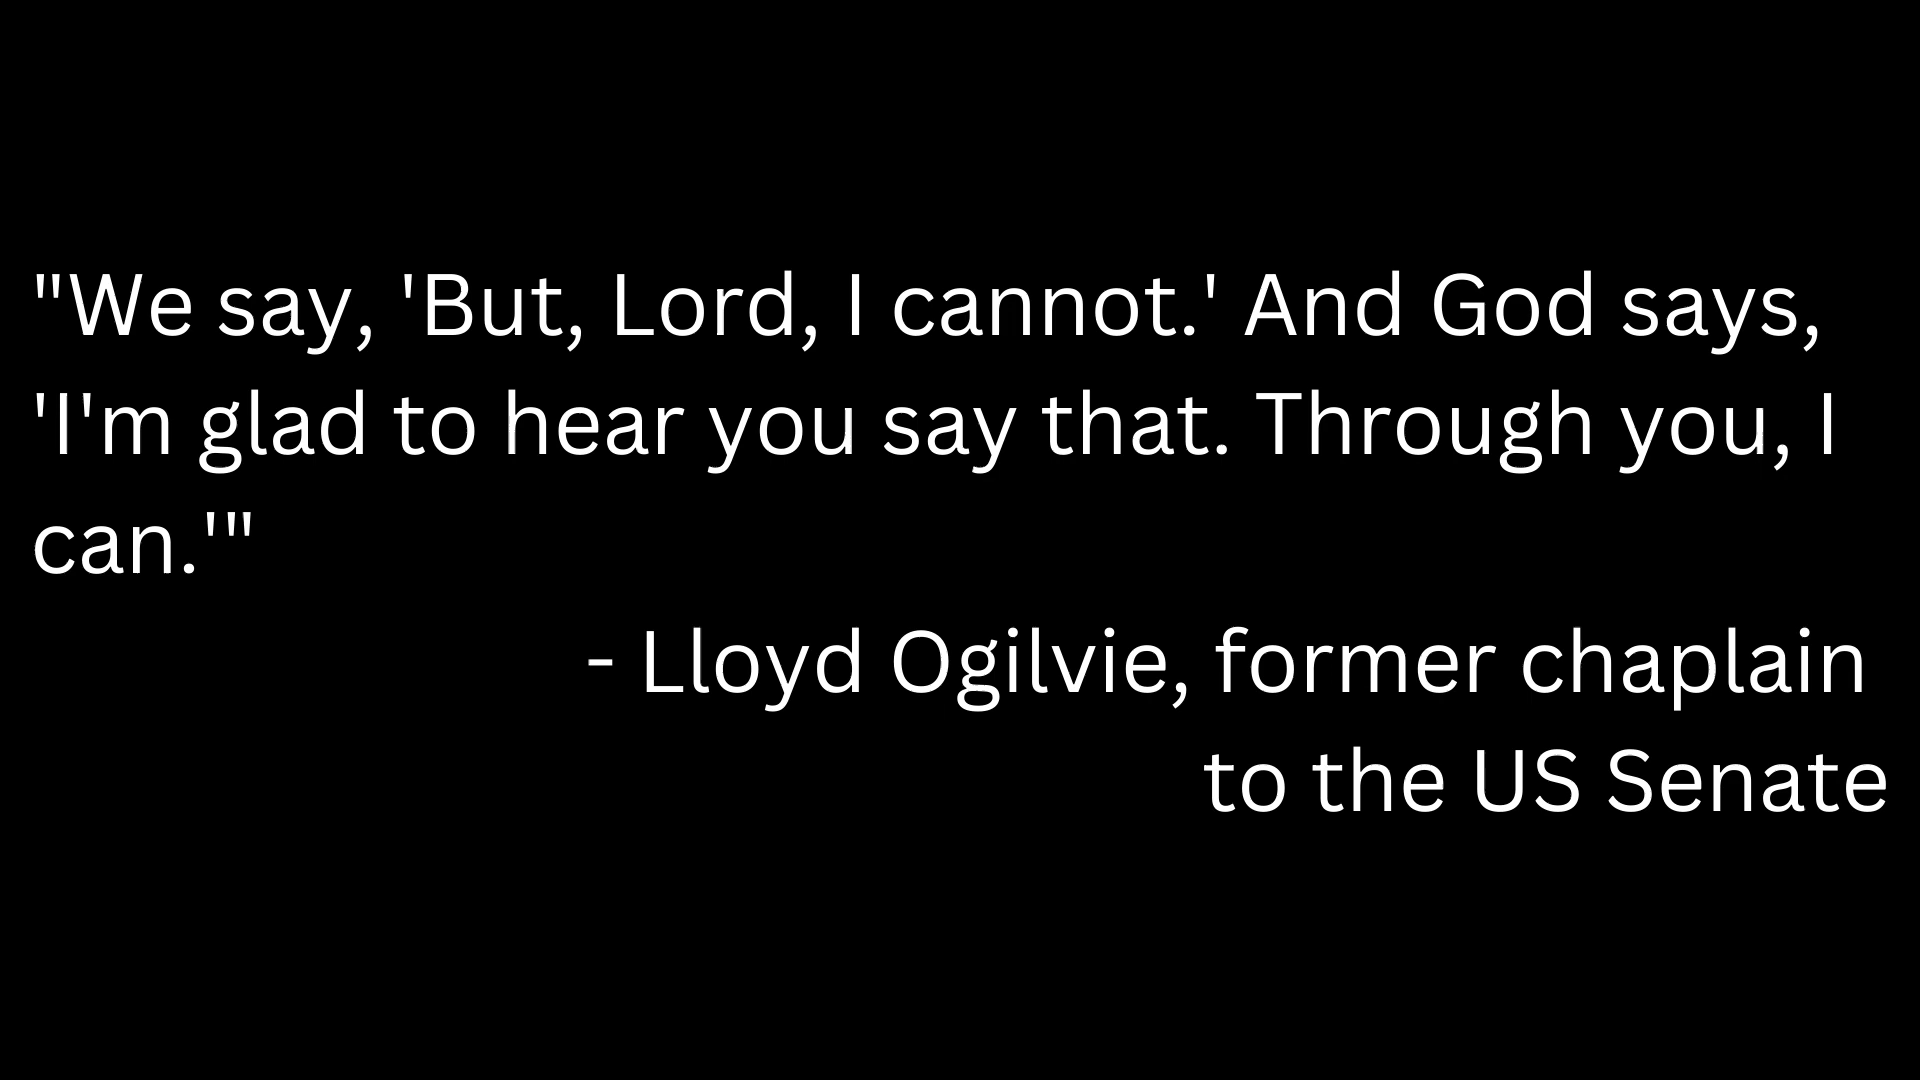 "We say, 'But, Lord, I cannot.' And God says,
'I'm glad to hear you say that. Through you, I
can.'"
- Lloyd Ogilvie, former chaplain
to the US Senate